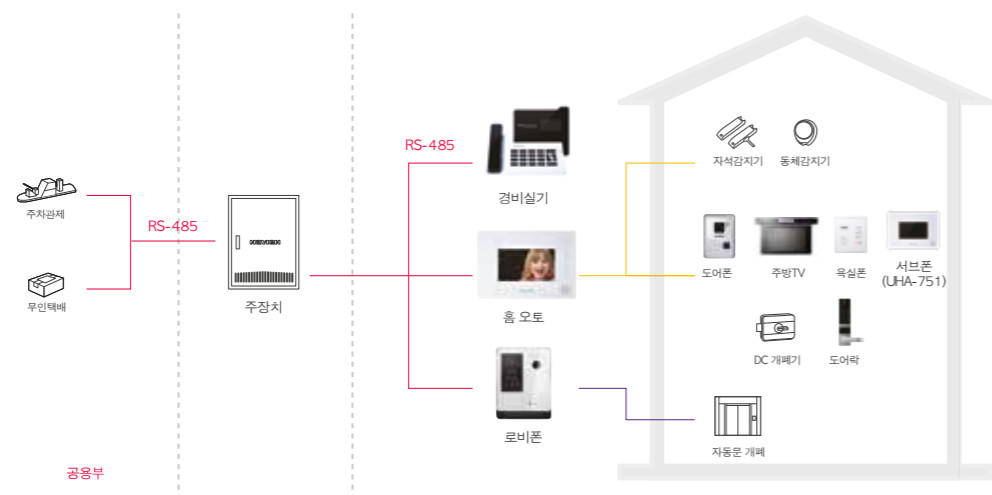 RS-485
자석감지기 동체감지기
경비실기
주차관제
RS-485
도어폰 주방TV 욕실폰 서브폰
(UHA-751)
무인택배
주장치
홈 오토
DC 개폐기 도어락
로비폰
자동문 개폐
공용부